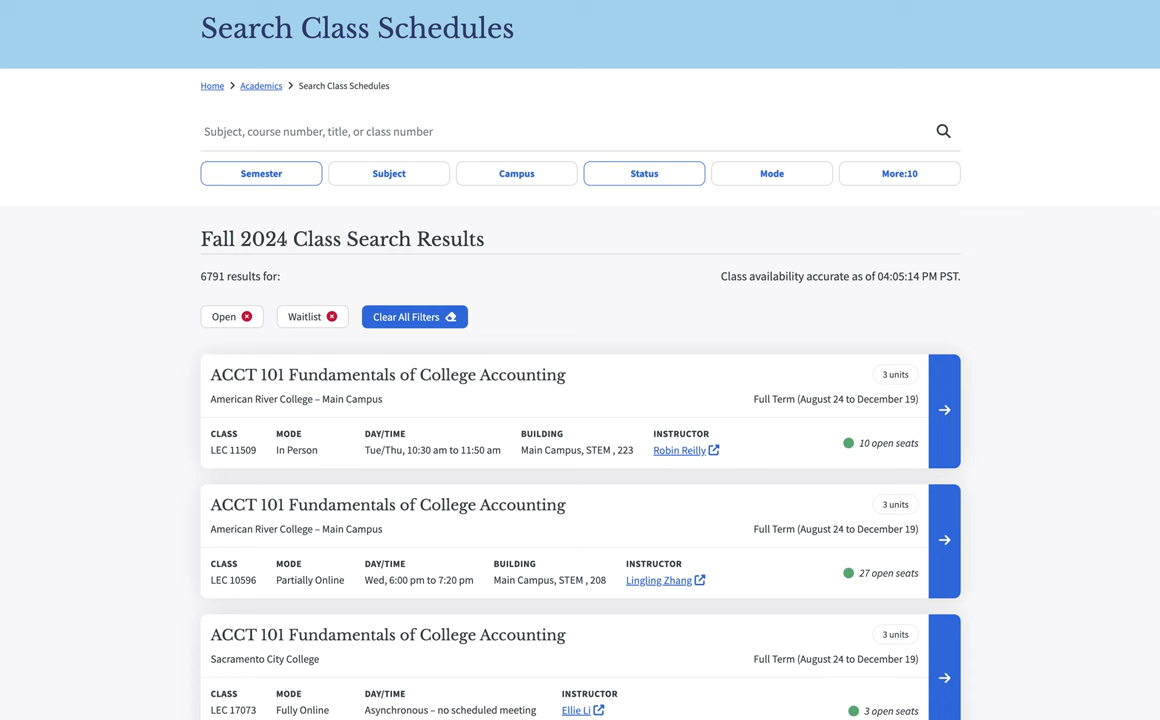 Search Class Schedules
Home > Academics > Search Class Schedules
Subject, course number, title, or class number
Semester Subject Campus Status Mode More:10
Fall 2024 Class Search Results
6791 results for: Class availability accurate as of 04:05:14 PM PST.
Open Waitlist Clear All Filters
ACCT 101 Fundamentals of College Accounting 3 units
American River College – Main Campus Full Term (August 24 to December 19)
CLASS MODE DAY/TIME BUILDING INSTRUCTOR
LEC 11509 In Person Tue/Thu, 10:30 am to 11:50 am Main Campus, STEM , 223 Robin Reilly 10 open seats
ACCT 101 Fundamentals of College Accounting 3 units
American River College – Main Campus Full Term (August 24 to December 19)
CLASS MODE DAY/TIME BUILDING INSTRUCTOR
LEC 10596 Partially Online Wed, 6:00 pm to 7:20 pm Main Campus, STEM , 208 Lingling Zhang 27 open seats
ACCT 101 Fundamentals of College Accounting 3 units
Sacramento City College Full Term (August 24 to December 19)
CLASS MODE DAY/TIME INSTRUCTOR
LEC 17073 Fully Online Asynchronous – no scheduled meeting Ellie Li 3 open seats